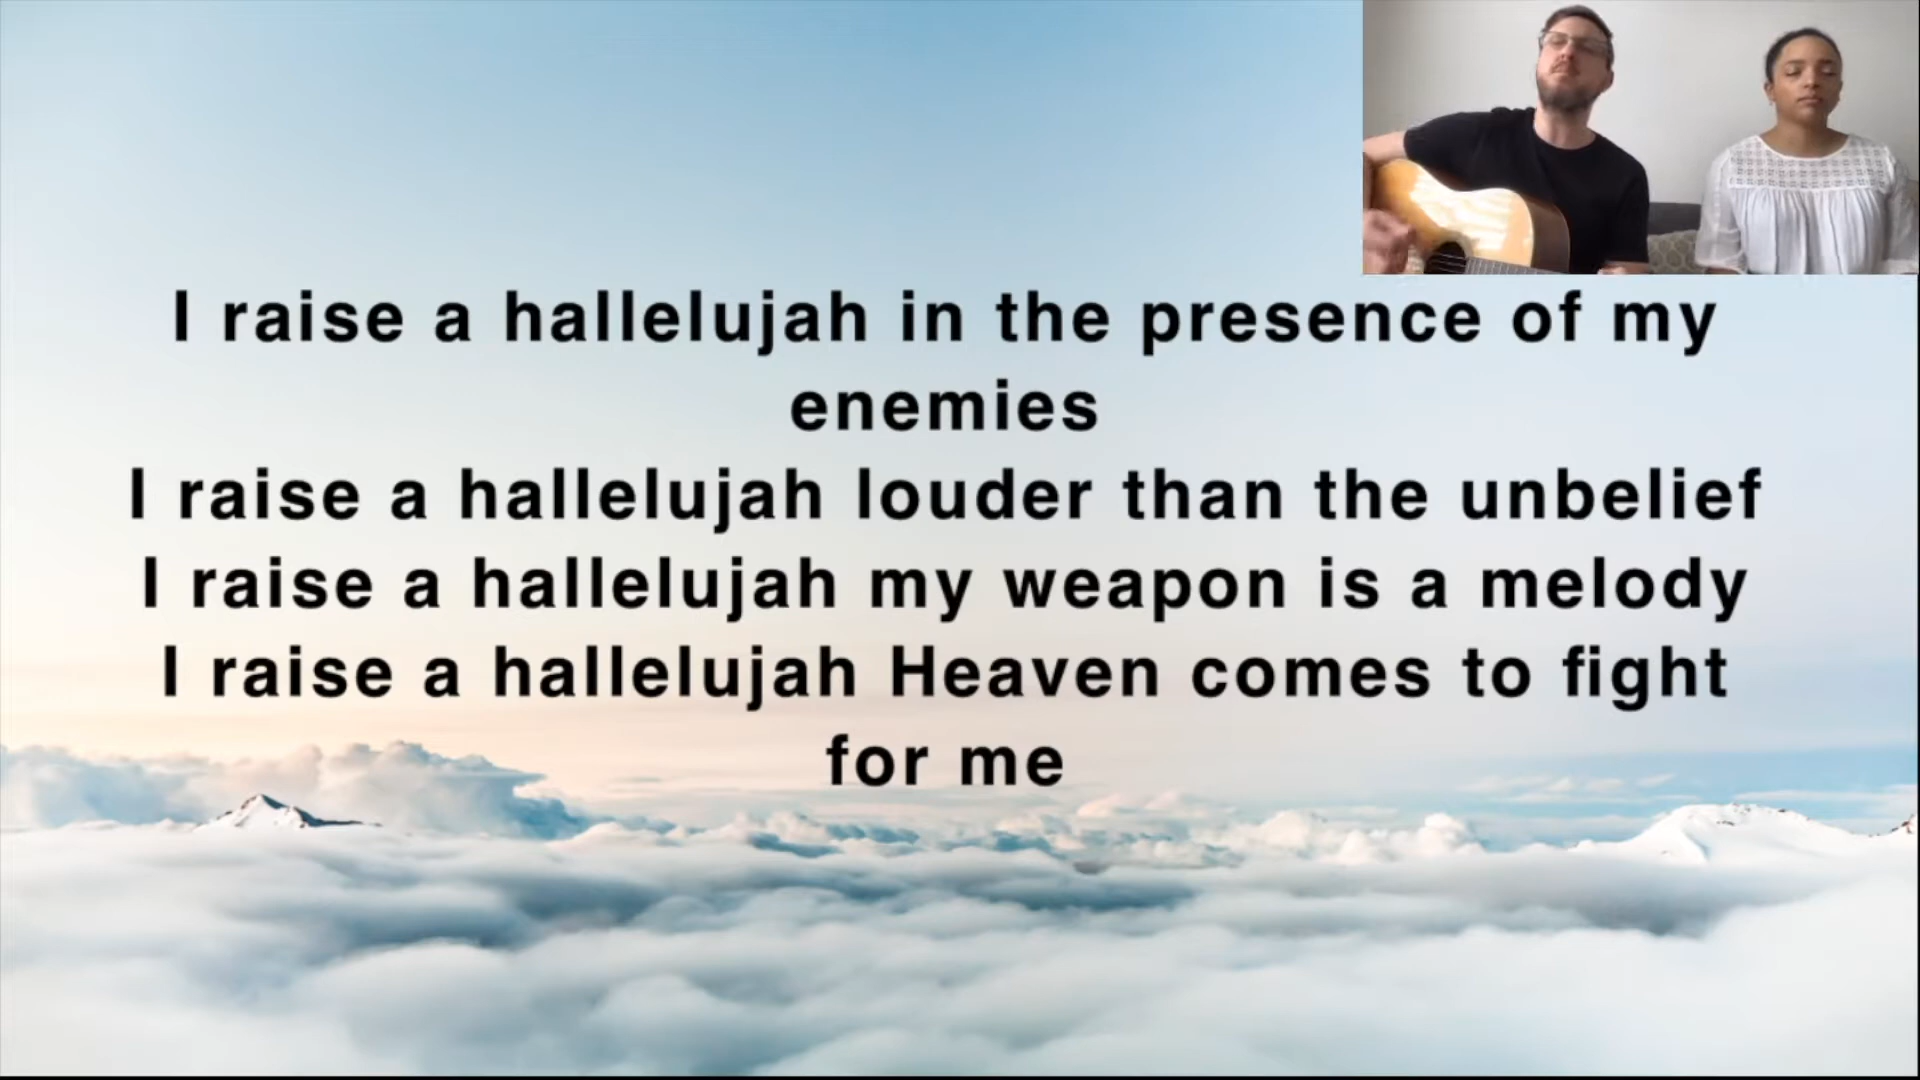 I raise a hallelujah in the presence of my
enemies
I raise a hallelujah louder than the unbelief
I raise a hallelujah my weapon is a melody
I raise a hallelujah Heaven comes to fight
for me